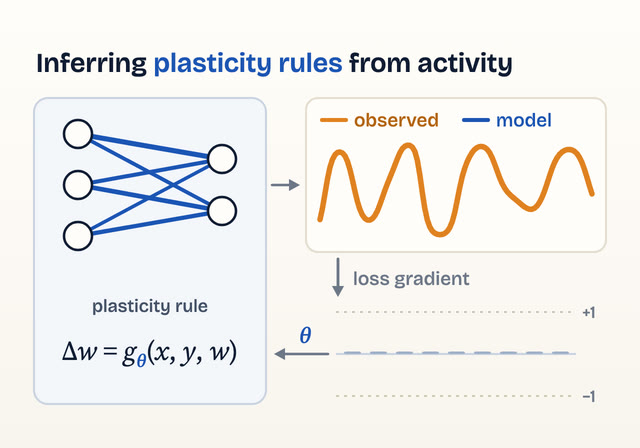 Inferring plasticity rules from activity
observed model
plasticity rule
Δw = gθ(x, y, w)
loss gradient
+1
θ
−1